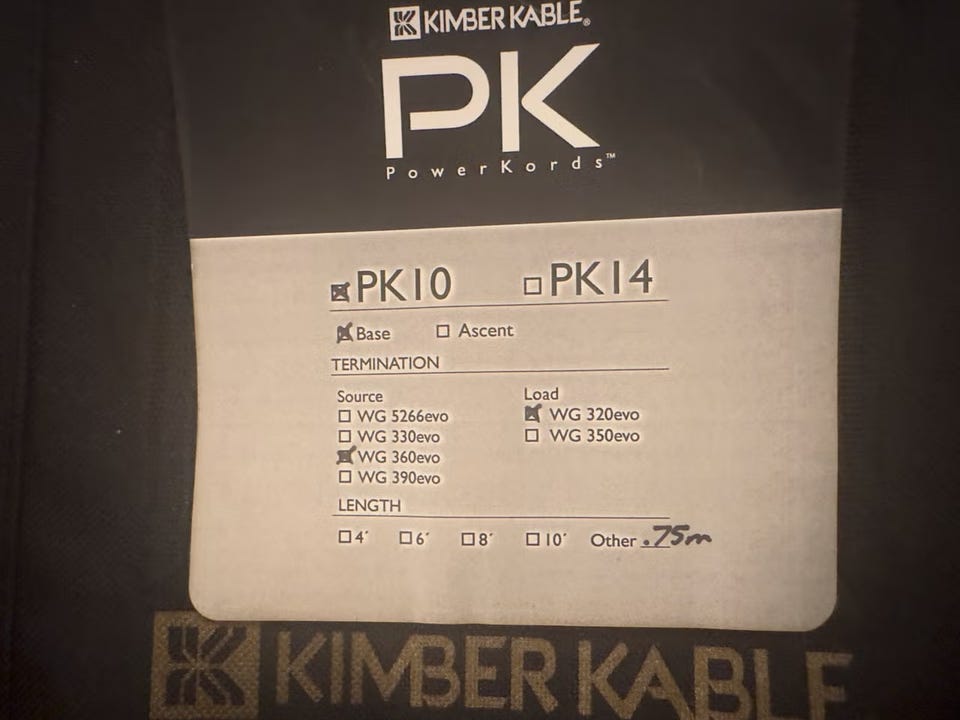 KIMBER KABLE®
PK
PowerKords™
☒ PK10 ☐ PK14
☒ Base ☐ Ascent
TERMINATION
Source Load
☐ WG 5266evo ☒ WG 320evo
☐ WG 330evo ☐ WG 350evo
☒ WG 360evo
☐ WG 390evo
LENGTH
☐ 4' ☐ 6' ☐ 8' ☐ 10' Other .75m
KIMBER KABLE